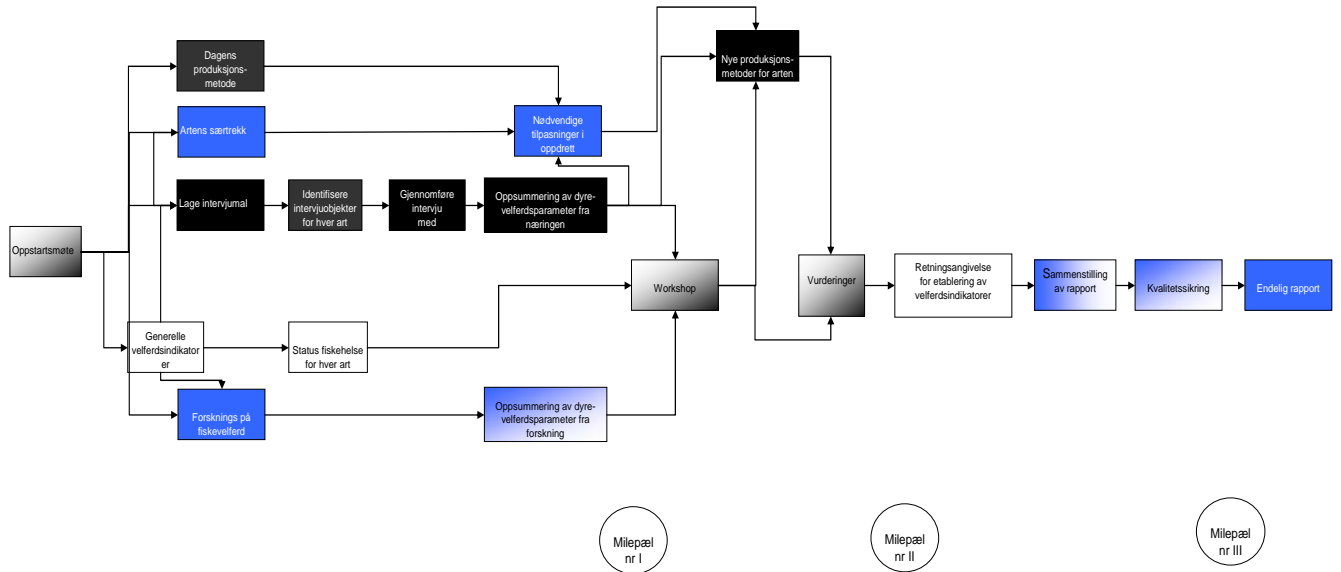 Dagens
produksjons-
metode
Nye produksjons-
metoder for arten
Artens særtrekk
Nødvendige
tilpasninger i
oppdrett
Lage intervjumal
Identifisere
intervjuobjekter
for hver art
Gjennomføre
intervju
med
Oppsummering av dyre-
velferdsparameter fra
næringen
Oppstartsmøte
Workshop
Vurderinger
Retningsangivelse
for etablering av
velferdsindikatorer
Sammenstilling
av rapport
Kvalitetssikring
Endelig rapport
Generelle
velferdsindikator
er
Status fiskehelse
for hver art
Forsknings på
fiskevelferd
Oppsummering av dyre-
velferdsparameter fra
forskning
Milepæl
nr I
Milepæl
nr II
Milepæl
nr III